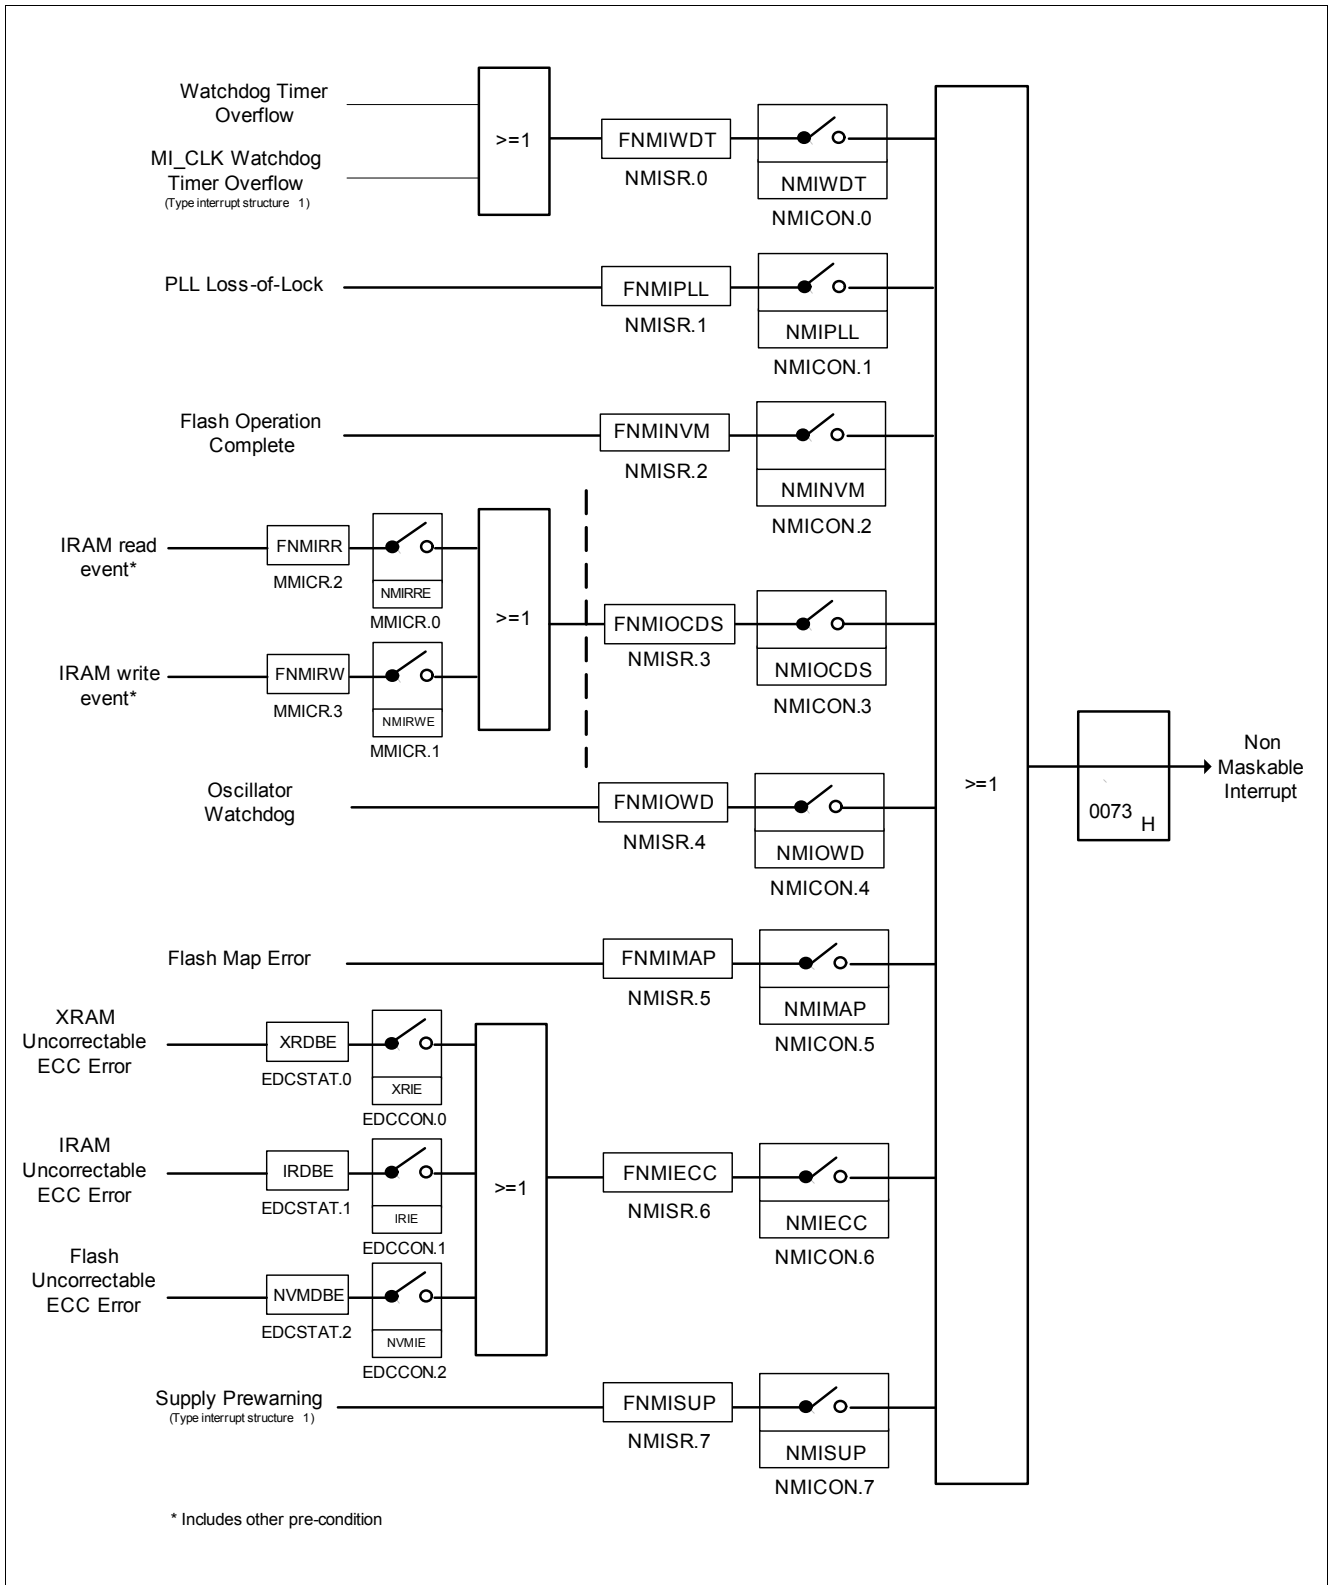 Watchdog Timer
Overflow
MI_CLK Watchdog
Timer Overflow
(Type interrupt structure 1)
>=1
FNMIWDT
NMISR.0
NMIWDT
NMICON.0
PLL Loss-of-Lock
FNMIPLL
NMISR.1
NMIPLL
NMICON.1
Flash Operation
Complete
FNMINVM
NMISR.2
NMINVM
NMICON.2
IRAM read
event*
FNMIRR
MMICR.2
NMIRRE
MMICR.0
IRAM write
event*
FNMIRW
MMICR.3
NMIRWE
MMICR.1
>=1
FNMIOCDS
NMISR.3
NMIOCDS
NMICON.3
Oscillator
Watchdog
FNMIOWD
NMISR.4
NMIOWD
NMICON.4
Flash Map Error
FNMIMAP
NMISR.5
NMIMAP
NMICON.5
XRAM
Uncorrectable
ECC Error
XRDBE
EDCSTAT.0
XRIE
EDCCON.0
IRAM
Uncorrectable
ECC Error
IRDBE
EDCSTAT.1
IRIE
EDCCON.1
Flash
Uncorrectable
ECC Error
NVMDBE
EDCSTAT.2
NVMIE
EDCCON.2
>=1
FNMIECC
NMISR.6
NMIECC
NMICON.6
Supply Prewarning
(Type interrupt structure 1)
FNMISUP
NMISR.7
NMISUP
NMICON.7
>=1
0073 H
Non
Maskable
Interrupt
* Includes other pre-condition